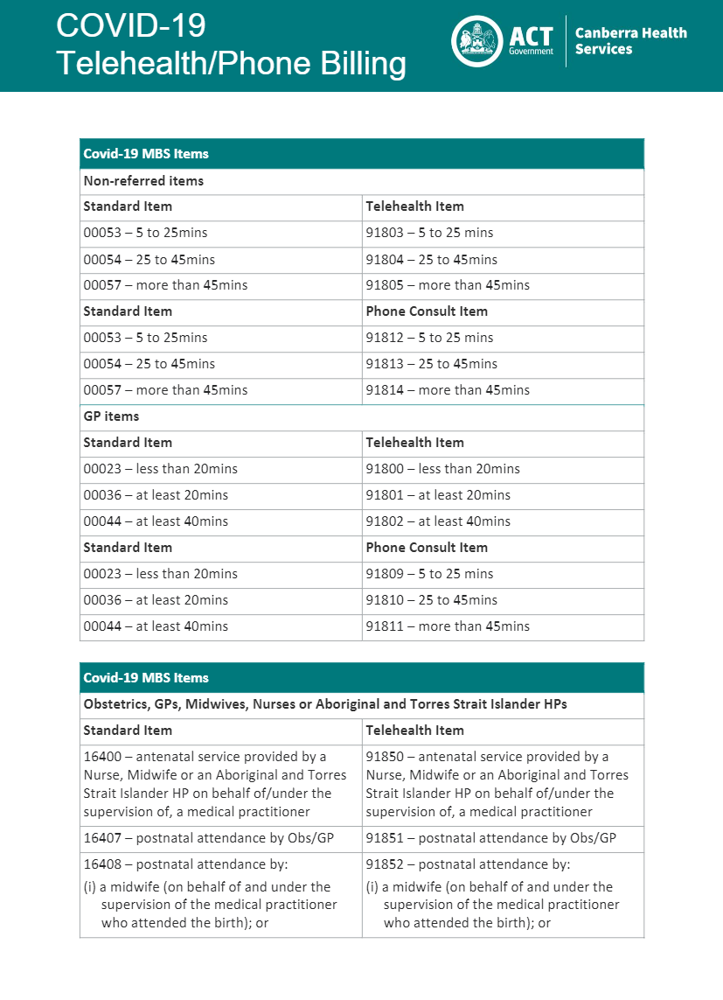 COVID-19
Telehealth/Phone Billing
ACT
Government
Canberra Health
Services
Covid-19 MBS Items
Non-referred items
Standard Item
Telehealth Item
00053 – 5 to 25mins
91803 – 5 to 25 mins
00054 – 25 to 45mins
91804 – 25 to 45mins
00057 – more than 45mins
91805 – more than 45mins
Standard Item
Phone Consult Item
00053 – 5 to 25mins
91812 – 5 to 25 mins
00054 – 25 to 45mins
91813 – 25 to 45mins
00057 – more than 45mins
91814 – more than 45mins
GP items
Standard Item
Telehealth Item
00023 – less than 20mins
91800 – less than 20mins
00036 – at least 20mins
91801 – at least 20mins
00044 – at least 40mins
91802 – at least 40mins
Standard Item
Phone Consult Item
00023 – less than 20mins
91809 – 5 to 25 mins
00036 – at least 20mins
91810 – 25 to 45mins
00044 – at least 40mins
91811 – more than 45mins
Covid-19 MBS Items
Obstetrics, GPs, Midwives, Nurses or Aboriginal and Torres Strait Islander HPs
Standard Item
Telehealth Item
16400 – antenatal service provided by a
Nurse, Midwife or an Aboriginal and Torres
Strait Islander HP on behalf of/under the
supervision of, a medical practitioner
91850 – antenatal service provided by a
Nurse, Midwife or an Aboriginal and Torres
Strait Islander HP on behalf of/under the
supervision of, a medical practitioner
16407 – postnatal attendance by Obs/GP
91851 – postnatal attendance by Obs/GP
16408 – postnatal attendance by:
(i) a midwife (on behalf of and under the
supervision of the medical practitioner
who attended the birth); or
91852 – postnatal attendance by:
(i) a midwife (on behalf of and under the
supervision of the medical practitioner
who attended the birth); or